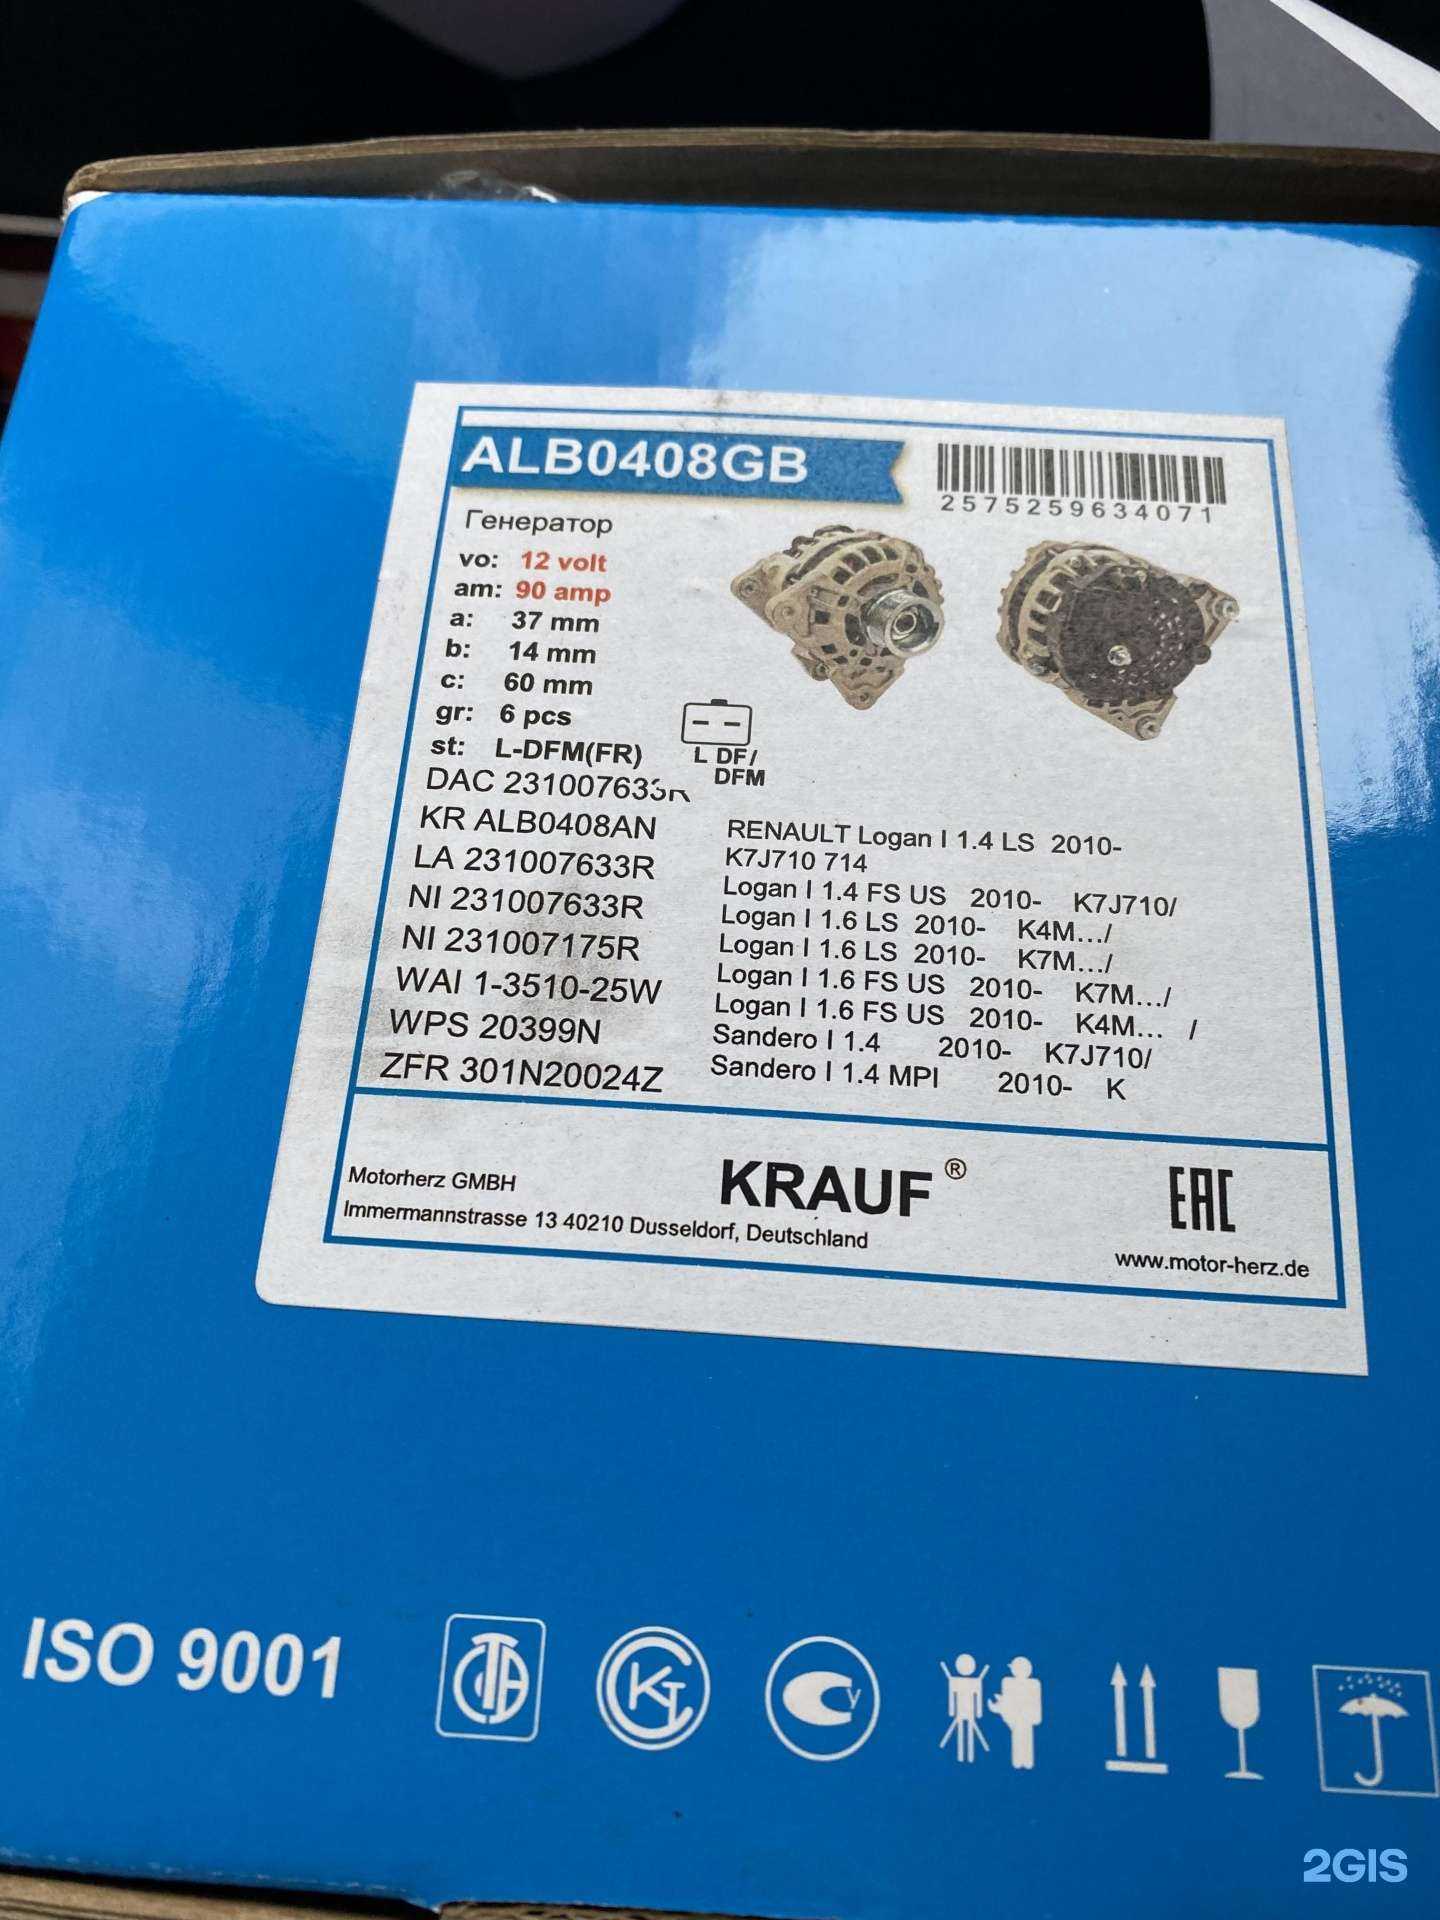 ALB0408GB
2575259634071
Генератор
vo: 12 volt
am: 90 amp
a: 37 mm
b: 14 mm
c: 60 mm
gr: 6 pcs
st: L-DFM(FR)
L DF/
DFM
DAC 231007633R
KR ALB0408AN
LA 231007633R
NI 231007633R
NI 231007175R
WAI 1-3510-25W
WPS 20399N
ZFR 301N20024Z
RENAULT Logan I 1.4 LS 2010-
K7J710 714
Logan I 1.4 FS US 2010- K7J710/
Logan I 1.6 LS 2010- K4M.../
Logan I 1.6 LS 2010- K7M.../
Logan I 1.6 FS US 2010- K7M.../
Logan I 1.6 FS US 2010- K4M... /
Sandero I 1.4 2010- K7J710/
Sandero I 1.4 MPI 2010- K
Motorherz GMBH
Immermannstrasse 13 40210 Dusseldorf, Deutschland
KRAUF ®
EAC
www.motor-herz.de
ISO 9001
2GIS